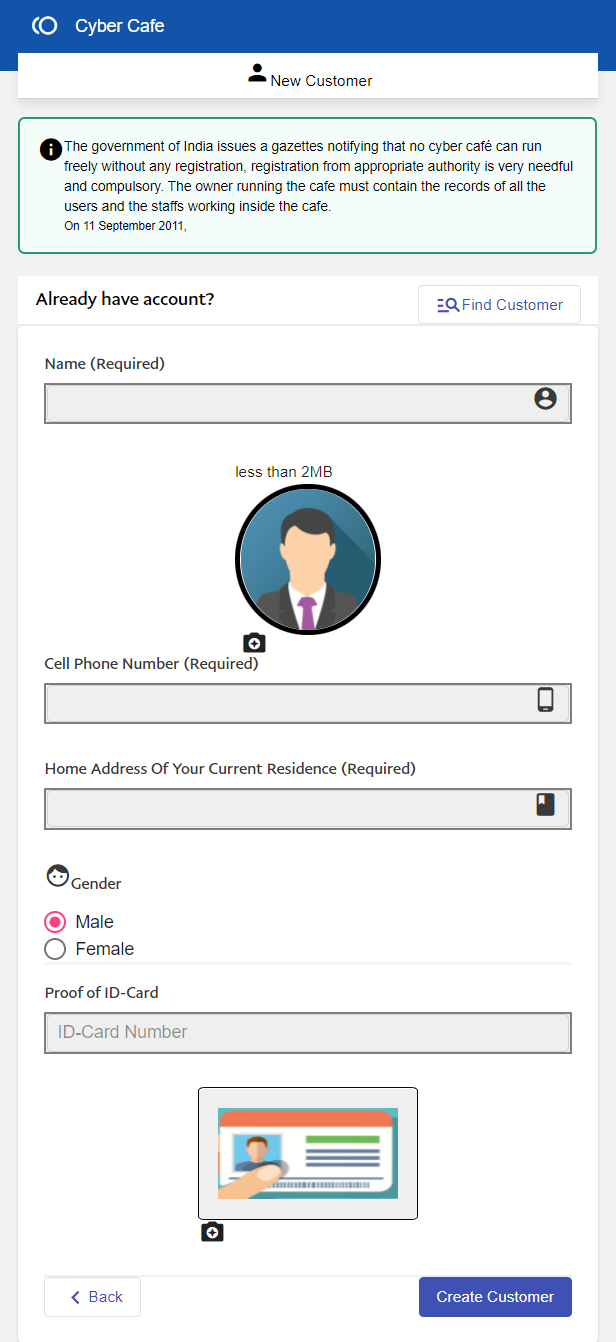 Cyber Cafe
New Customer
The government of India issues a gazettes notifying that no cyber café can run
freely without any registration, registration from appropriate authority is very needful
and compulsory. The owner running the cafe must contain the records of all the
users and the staffs working inside the cafe.
On 11 September 2011,
Already have account?
Find Customer
Name (Required)
less than 2MB
Cell Phone Number (Required)
Home Address Of Your Current Residence (Required)
Gender
Male
Female
Proof of ID-Card
ID-Card Number
Back
Create Customer